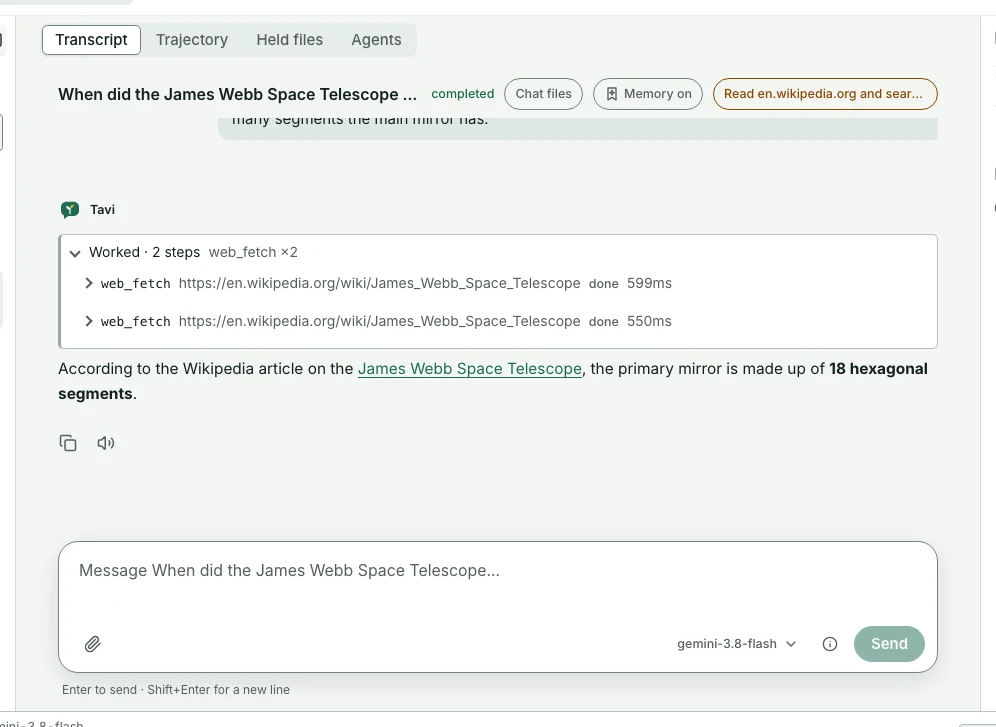 Transcript Trajectory Held files Agents
When did the James Webb Space Telescope ... completed Chat files Memory on Read en.wikipedia.org and sear...
many segments the main mirror has.
Tavi
Worked · 2 steps web_fetch ×2
web_fetch https://en.wikipedia.org/wiki/James_Webb_Space_Telescope done 599ms
web_fetch https://en.wikipedia.org/wiki/James_Webb_Space_Telescope done 550ms
According to the Wikipedia article on the James Webb Space Telescope, the primary mirror is made up of 18 hexagonal
segments.
Message When did the James Webb Space Telescope...
gemini-3.8-flash Send
Enter to send · Shift+Enter for a new line
mini-3.8-flash